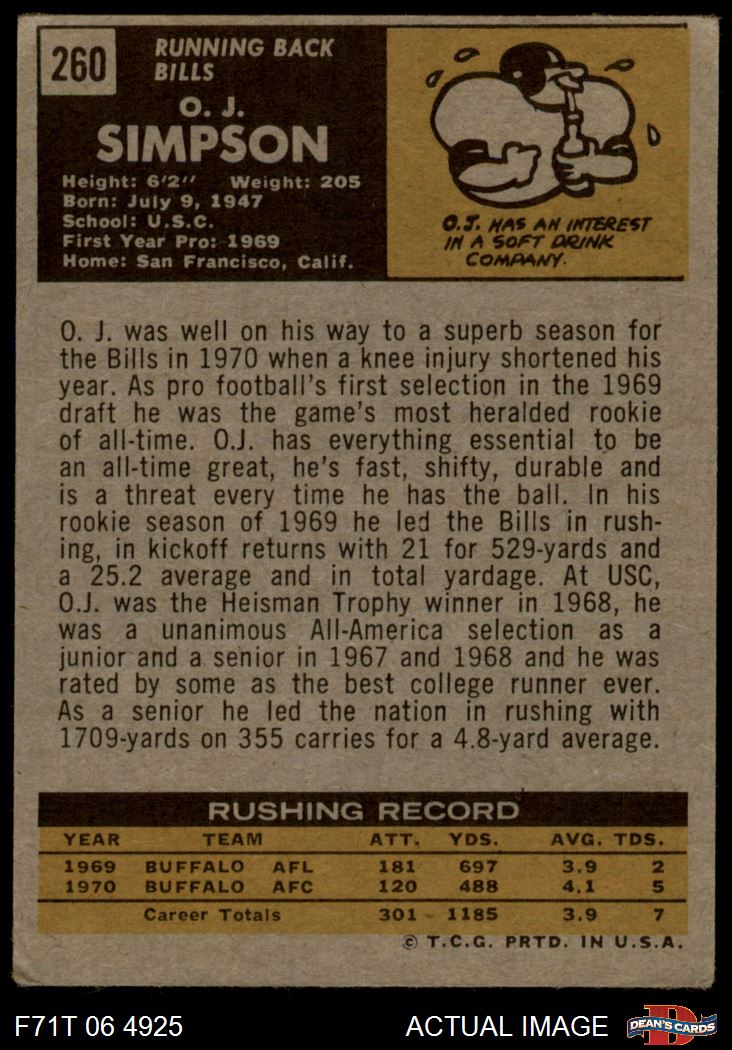 260
RUNNING BACK
BILLS
O. J.
SIMPSON
Height: 6'2" Weight: 205
Born: July 9, 1947
School: U.S.C.
First Year Pro: 1969
Home: San Francisco, Calif.
O.J. HAS AN INTEREST
IN A SOFT DRINK
COMPANY.
O. J. was well on his way to a superb season for
the Bills in 1970 when a knee injury shortened his
year. As pro football's first selection in the 1969
draft he was the game's most heralded rookie
of all-time. O.J. has everything essential to be
an all-time great, he's fast, shifty, durable and
is a threat every time he has the ball. In his
rookie season of 1969 he led the Bills in rush-
ing, in kickoff returns with 21 for 529-yards and
a 25.2 average and in total yardage. At USC,
O.J. was the Heisman Trophy winner in 1968, he
was a unanimous All-America selection as a
junior and a senior in 1967 and 1968 and he was
rated by some as the best college runner ever.
As a senior he led the nation in rushing with
1709-yards on 355 carries for a 4.8-yard average.
RUSHING RECORD
YEAR TEAM ATT. YDS. AVG. TDS.
1969 BUFFALO AFL 181 697 3.9 2
1970 BUFFALO AFC 120 488 4.1 5
Career Totals 301 1185 3.9 7
© T.C.G. PRTD. IN U.S.A.
F71T 06 4925 ACTUAL IMAGE
D
DEAN'S CARDS